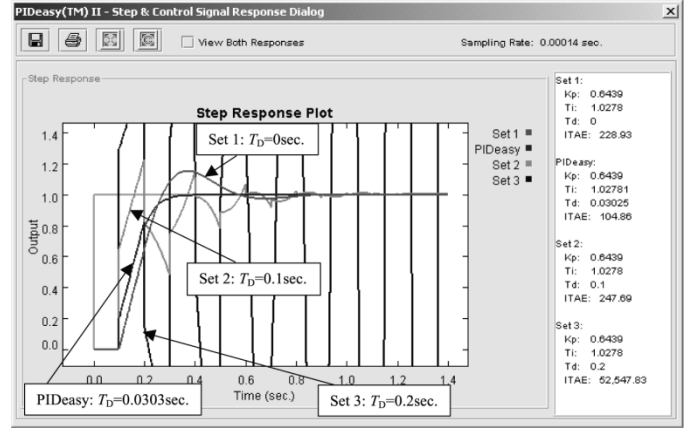 PIDeasy(TM) II - Step & Control Signal Response Dialog
View Both Responses
Sampling Rate: 0.00014 sec.
Step Response
Step Response Plot
Set 1
PIDeasy
Set 2
Set 3
1.4
1.2
1.0
0.8
0.6
0.4
0.2
0.0
Output
0.0 0.2 0.4 0.6 0.8 1.0 1.2 1.4
Time (sec.)
Set 1: TD=0sec.
Set 2: TD=0.1sec.
PIDeasy: TD=0.0303sec.
Set 3: TD=0.2sec.
Set 1:
Kp: 0.6439
Ti: 1.0278
Td: 0
ITAE: 228.93
PIDeasy:
Kp: 0.6439
Ti: 1.02781
Td: 0.03025
ITAE: 104.86
Set 2:
Kp: 0.6439
Ti: 1.0278
Td: 0.1
ITAE: 247.69
Set 3:
Kp: 0.6439
Ti: 1.0278
Td: 0.2
ITAE: 52,547.83